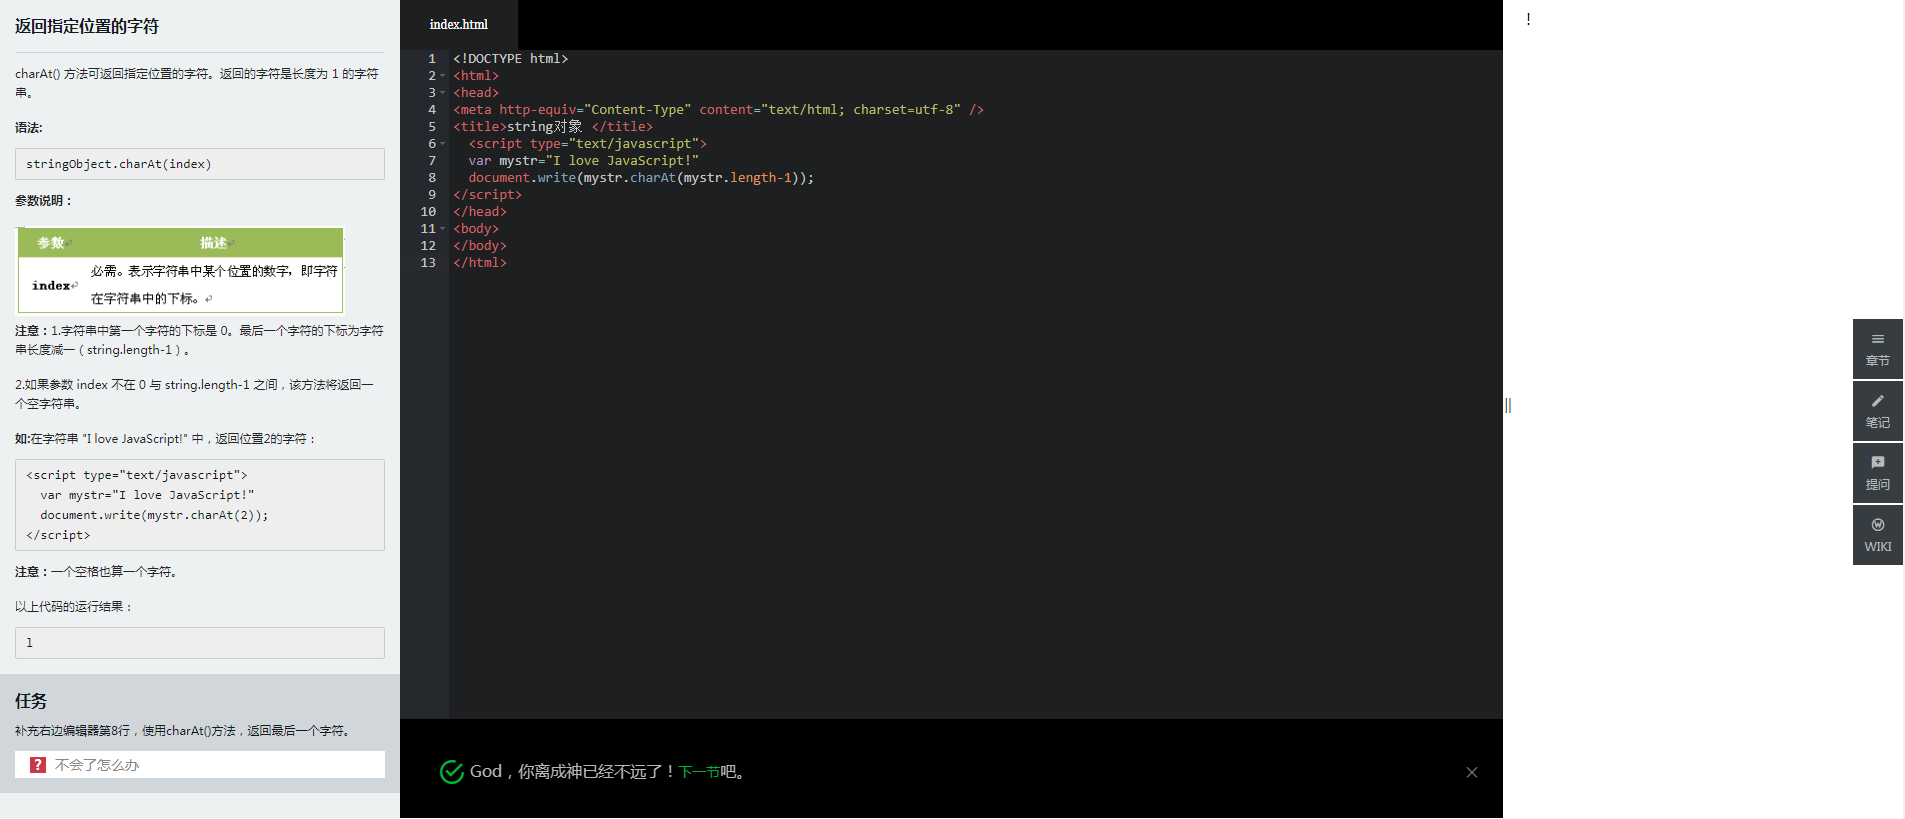 返回指定位置的字符
charAt() 方法可返回指定位置的字符。返回的字符是长度为 1 的字符
串。
语法:
stringObject.charAt(index)
参数说明：
参数 描述
index
必需。表示字符串中某个位置的数字，即字符
在字符串中的下标。
注意：1.字符串中第一个字符的下标是 0。最后一个字符的下标为字符
串长度减一（string.length-1）。
2.如果参数 index 不在 0 与 string.length-1 之间，该方法将返回一
个空字符串。
如:在字符串 "I love JavaScript!" 中，返回位置2的字符：
<script type="text/javascript">
  var mystr="I love JavaScript!"
  document.write(mystr.charAt(2));
</script>
注意：一个空格也算一个字符。
以上代码的运行结果：
l
任务
补充右边编辑器第8行，使用charAt()方法，返回最后一个字符。
? 不会了怎么办
index.html
1 <!DOCTYPE html>
2 <html>
3 <head>
4 <meta http-equiv="Content-Type" content="text/html; charset=utf-8" />
5 <title>string对象 </title>
6   <script type="text/javascript">
7   var mystr="I love JavaScript!"
8   document.write(mystr.charAt(mystr.length-1));
9 </script>
10 </head>
11 <body>
12 </body>
13 </html>
God，你离成神已经不远了！下一节吧。
!
章节
笔记
提问
WIKI